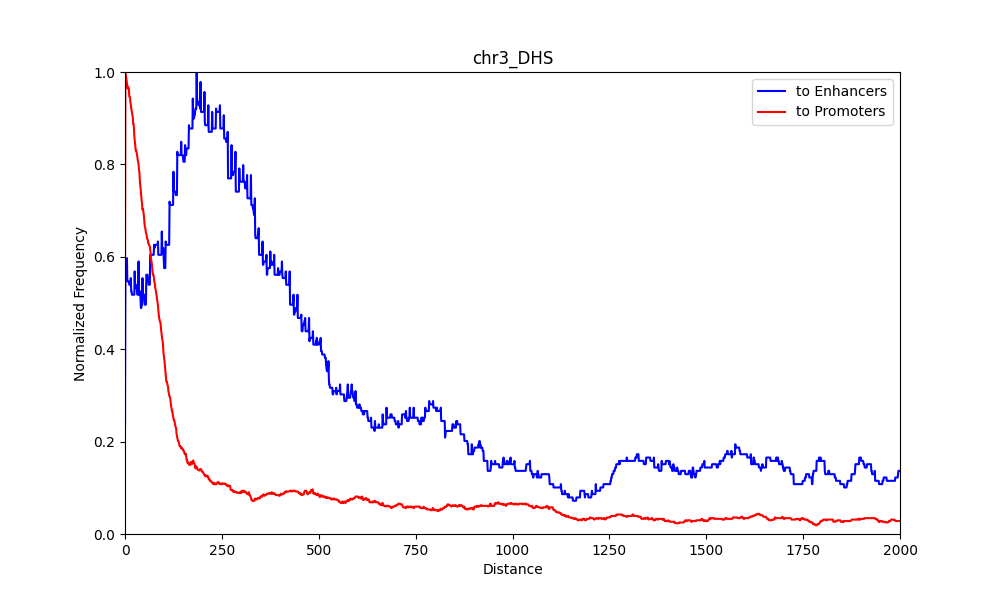 chr3_DHS
to Enhancers
to Promoters
Normalized Frequency
1.0
0.8
0.6
0.4
0.2
0.0
0 250 500 750 1000 1250 1500 1750 2000
Distance